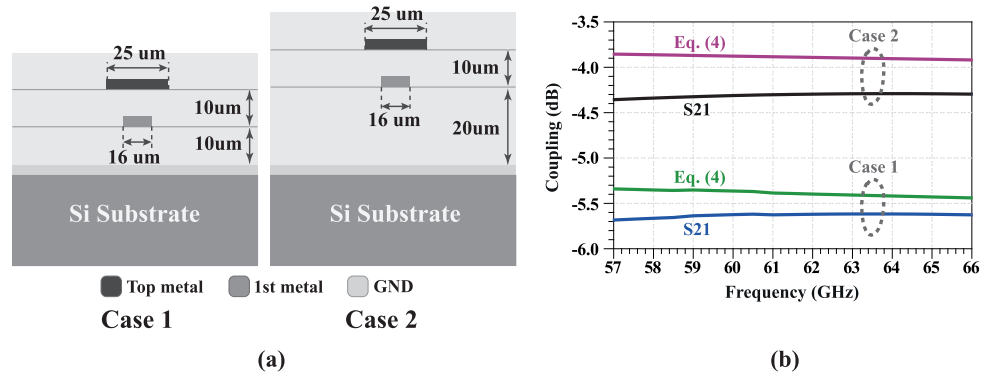 (a)
25 um
10um
16 um
10um
Si Substrate
25 um
10um
16 um
20um
Si Substrate
Top metal
1st metal
GND
Case 1
Case 2
-3.5
-4.0
-4.5
-5.0
-5.5
-6.0
Coupling (dB)
Eq. (4)
Case 2
S21
Case 1
Eq. (4)
S21
57 58 59 60 61 62 63 64 65 66
Frequency (GHz)
(b)